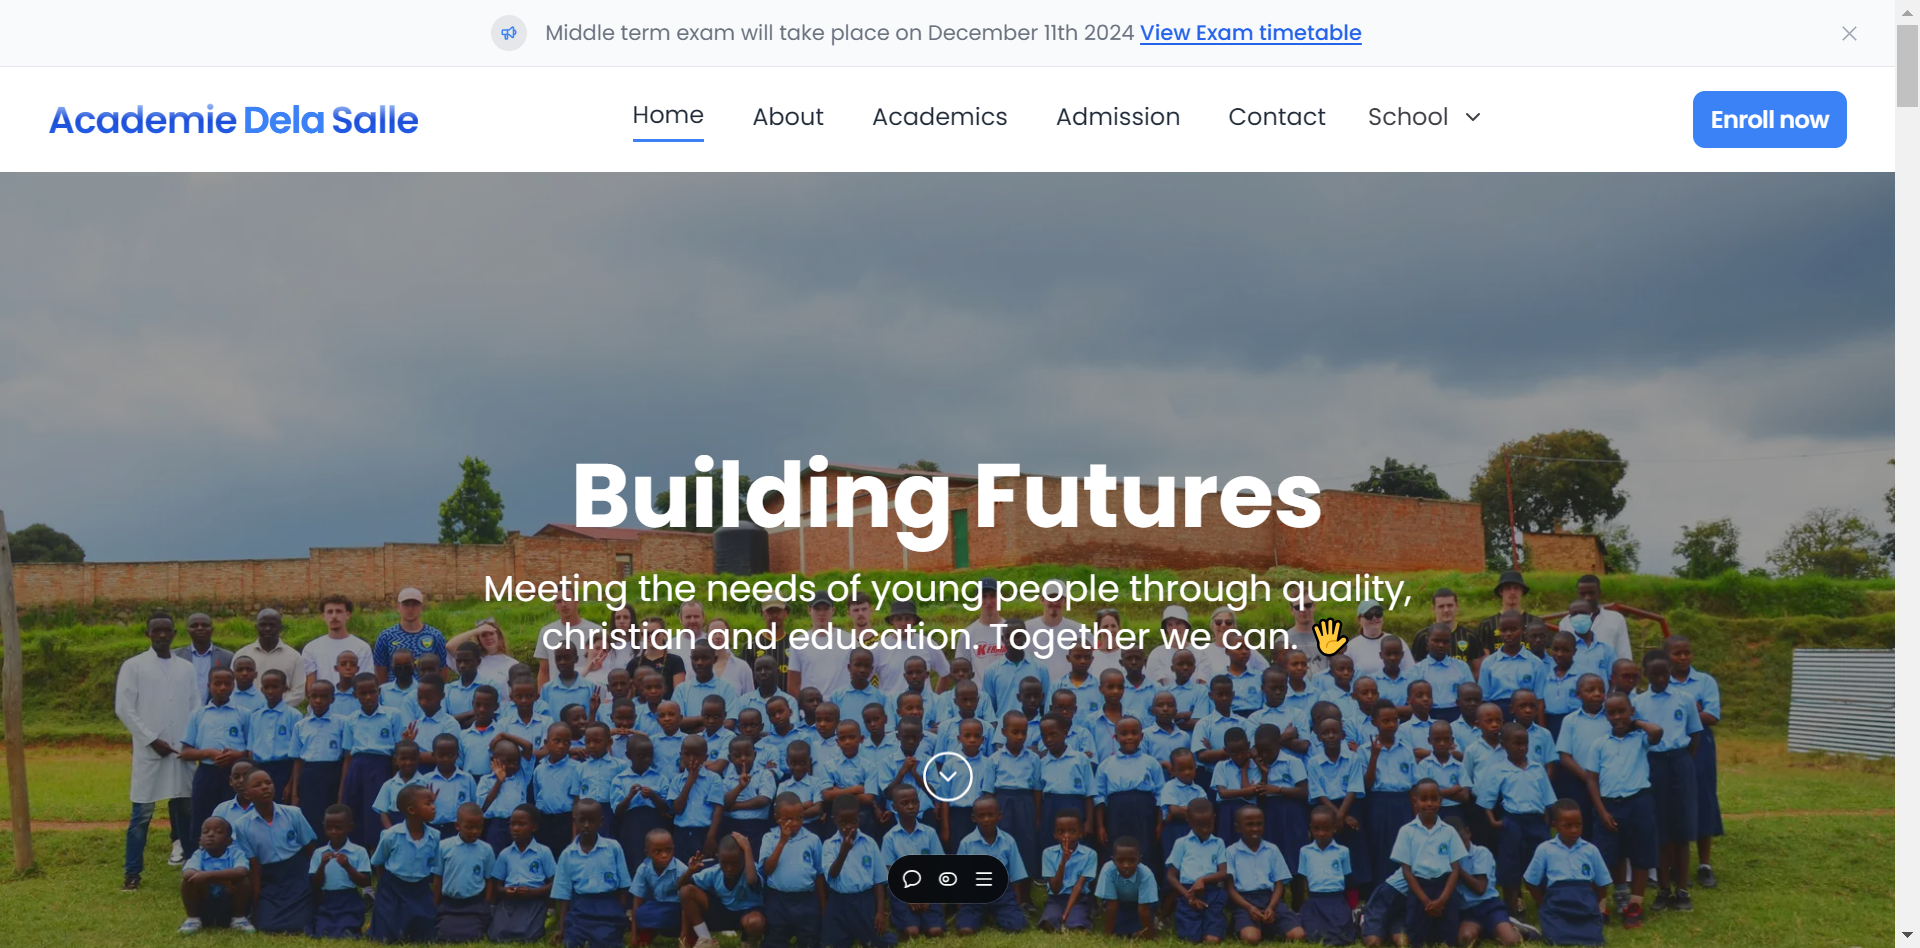 Middle term exam will take place on December 11th 2024 View Exam timetable
Academie Dela Salle
Home
About
Academics
Admission
Contact
School
Enroll now
Building Futures
Meeting the needs of young people through quality,
christian and education. Together we can. 🖐